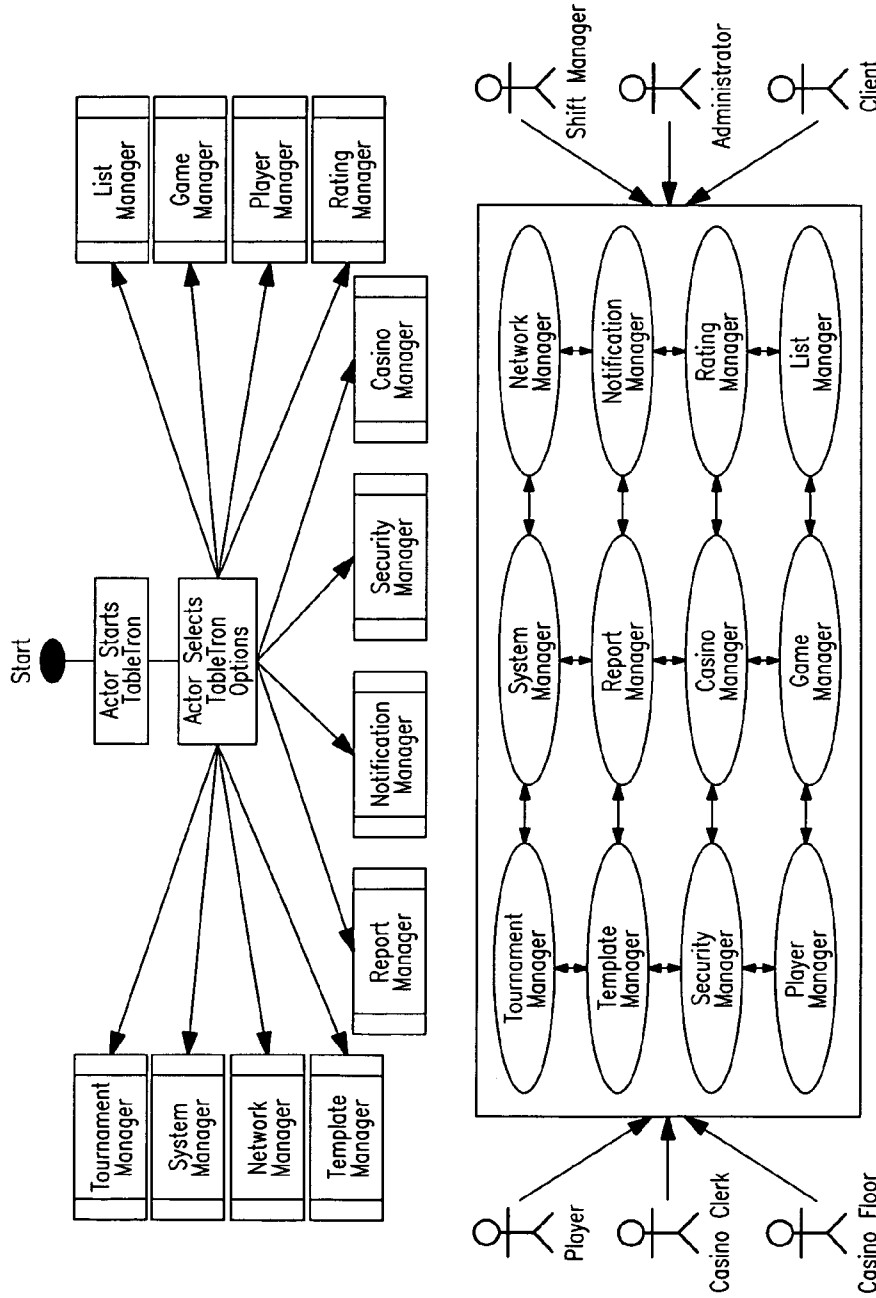 Start
Actor Starts
TableTron
Actor Selects
TableTron
Options
Tournament
Manager
System
Manager
Network
Manager
Template
Manager
Report
Manager
Notification
Manager
Security
Manager
Casino
Manager
List
Manager
Game
Manager
Player
Manager
Rating
Manager
Player
Casino Clerk
Casino Floor
Tournament
Manager
System
Manager
Network
Manager
Template
Manager
Report
Manager
Notification
Manager
Security
Manager
Casino
Manager
Rating
Manager
Player
Manager
Game
Manager
List
Manager
Shift Manager
Administrator
Client